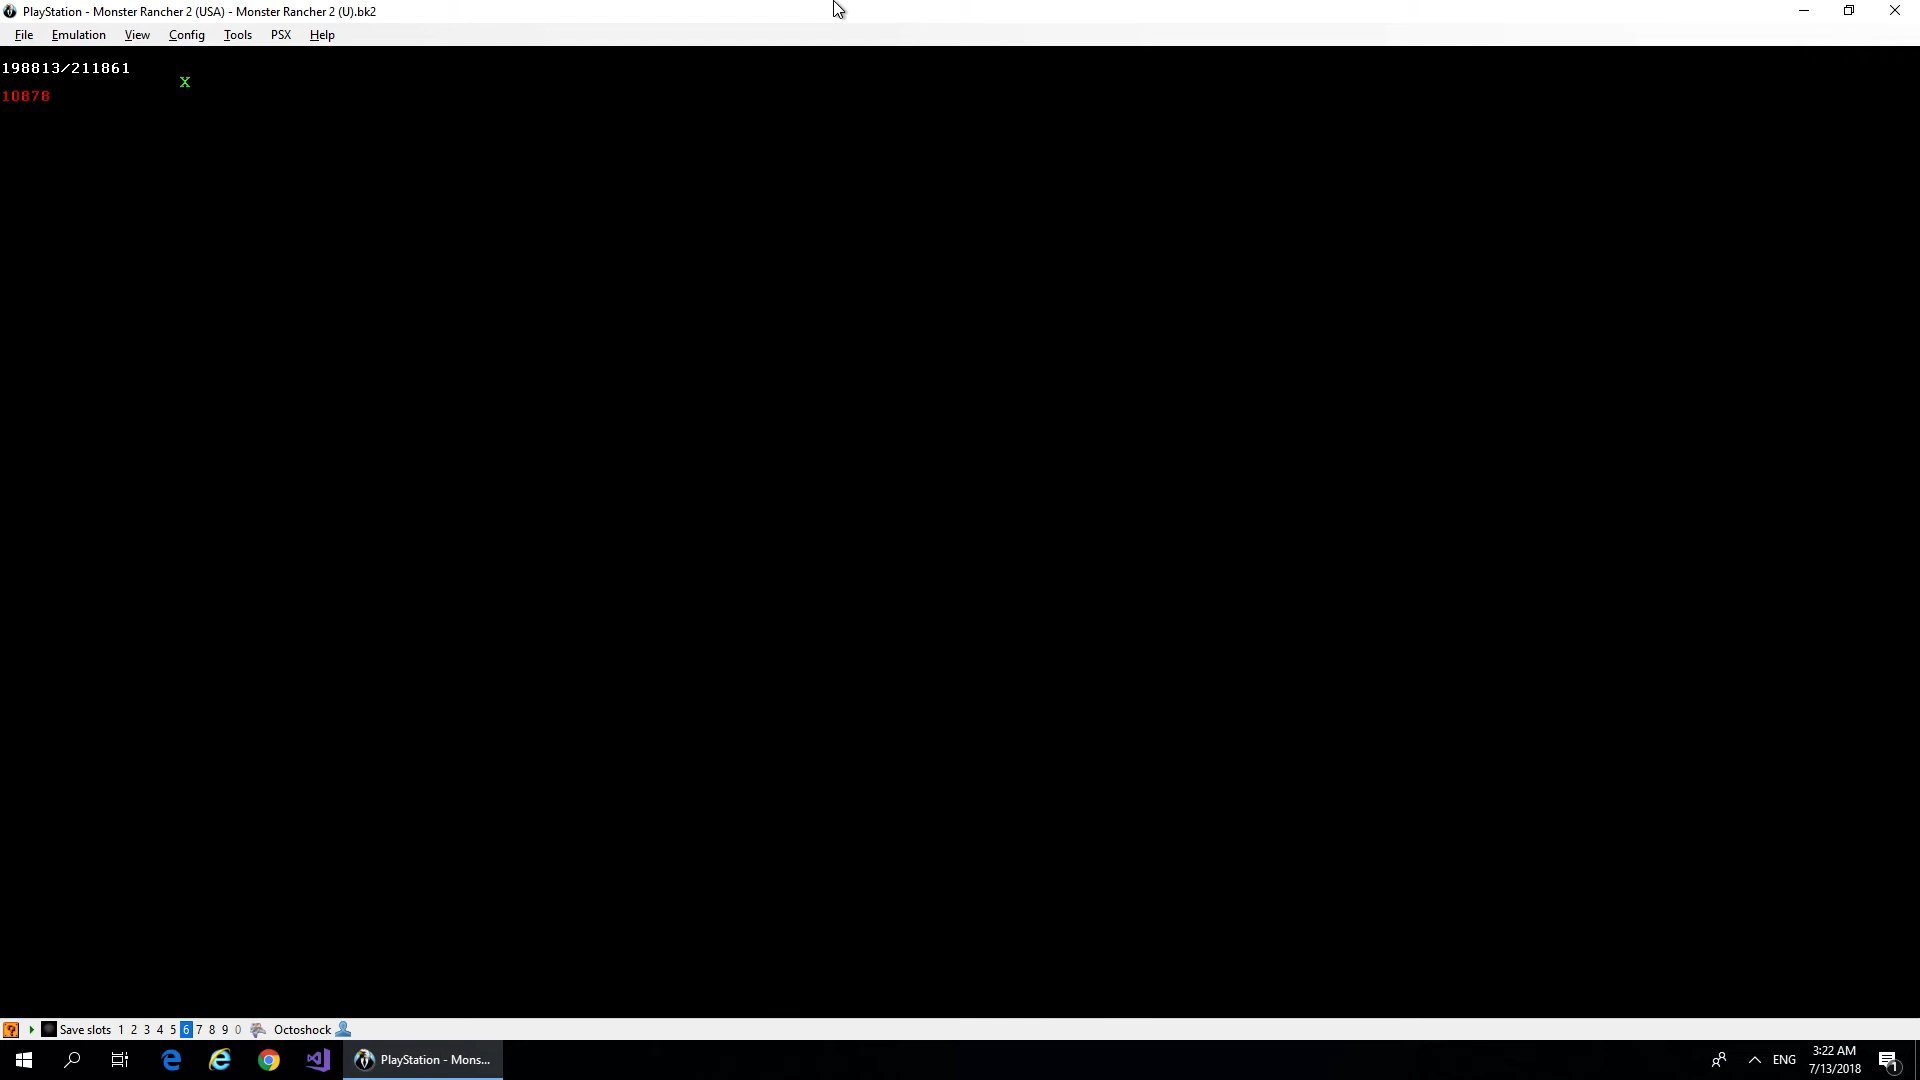 PlayStation - Monster Rancher 2 (USA) - Monster Rancher 2 (U).bk2
File Emulation View Config Tools PSX Help
198813/211861
X
10878
Save slots 1 2 3 4 5 6 7 8 9 0 Octoshock
PlayStation - Mons...
ENG
3:22 AM
7/13/2018
1